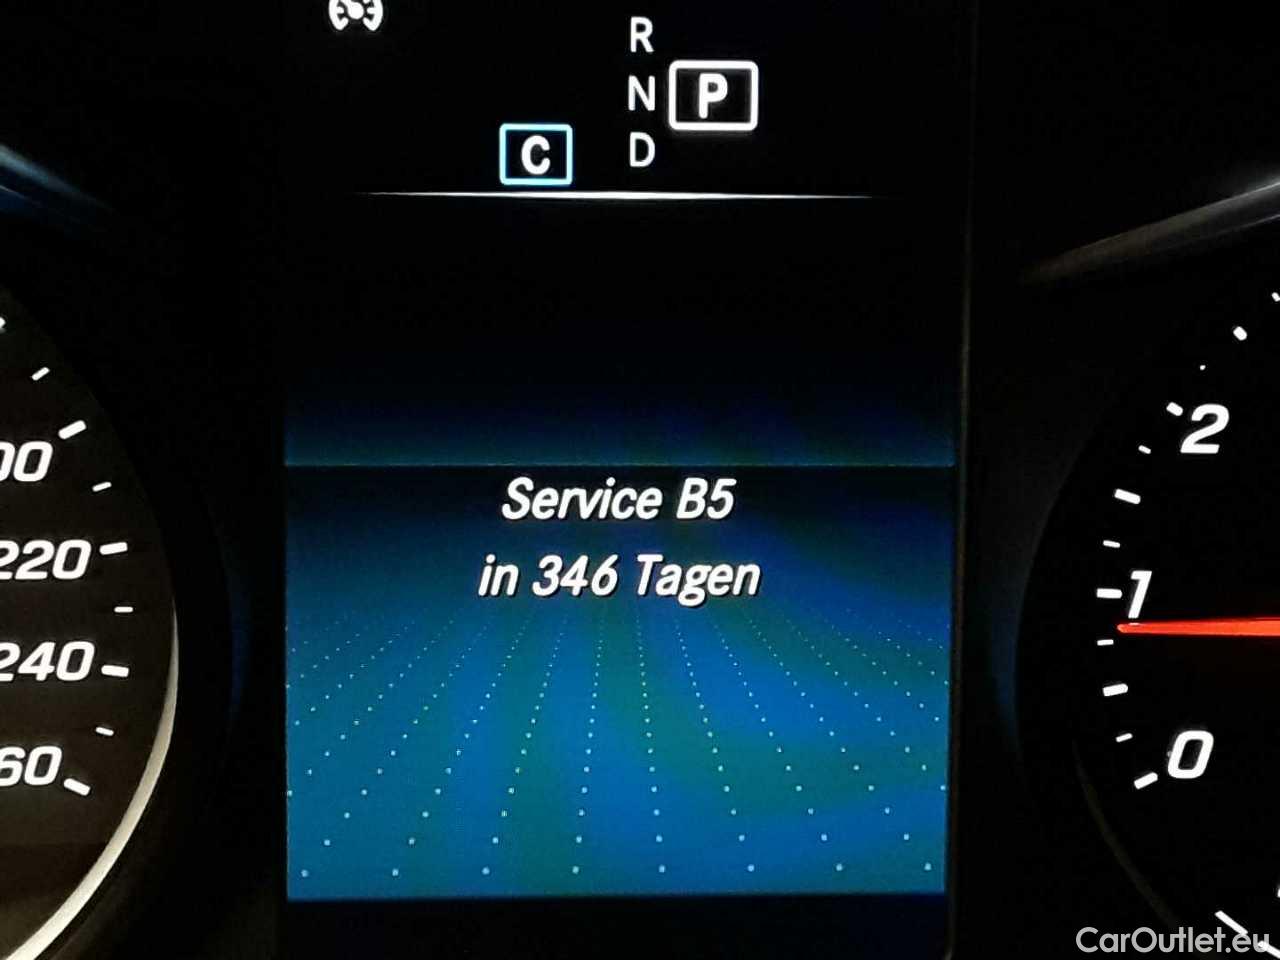 R
N P
C D
Service B5
in 346 Tagen
220
240
2
1
0
CarOutlet.eu